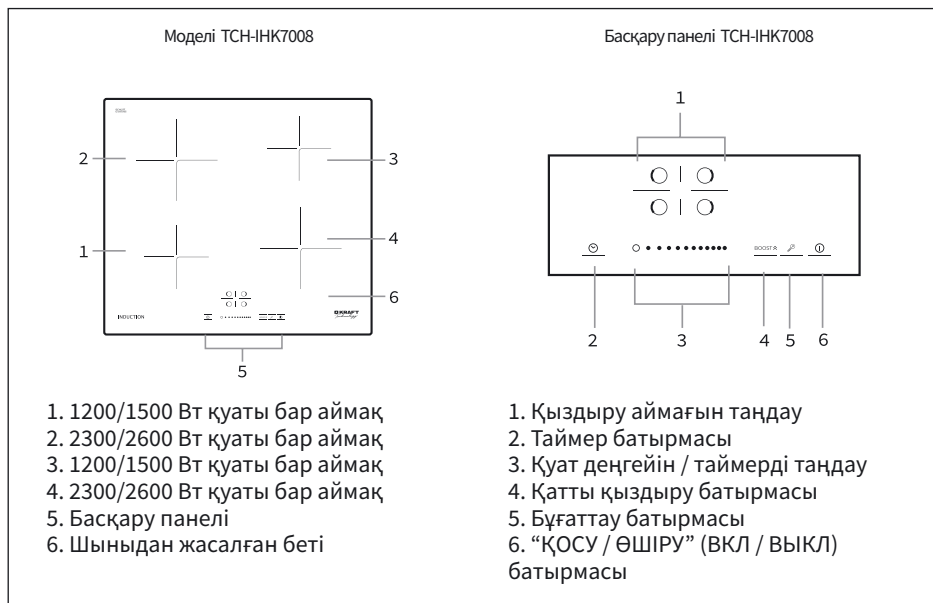 Моделі TCH-IHK7008
2
1
3
4
6
INDUCTION
KRAFT
Technology
5
1. 1200/1500 Вт қуаты бар аймақ
2. 2300/2600 Вт қуаты бар аймақ
3. 1200/1500 Вт қуаты бар аймақ
4. 2300/2600 Вт қуаты бар аймақ
5. Басқару панелі
6. Шыныдан жасалған беті
Басқару панелі TCH-IHK7008
1
BOOST
2
3
4
5
6
1. Қыздыру аймағын таңдау
2. Таймер батырмасы
3. Қуат деңгейін / таймерді таңдау
4. Қатты қыздыру батырмасы
5. Бұғаттау батырмасы
6. “ҚОСУ / ӨШІРУ” (ВКЛ / ВЫКЛ)
батырмасы